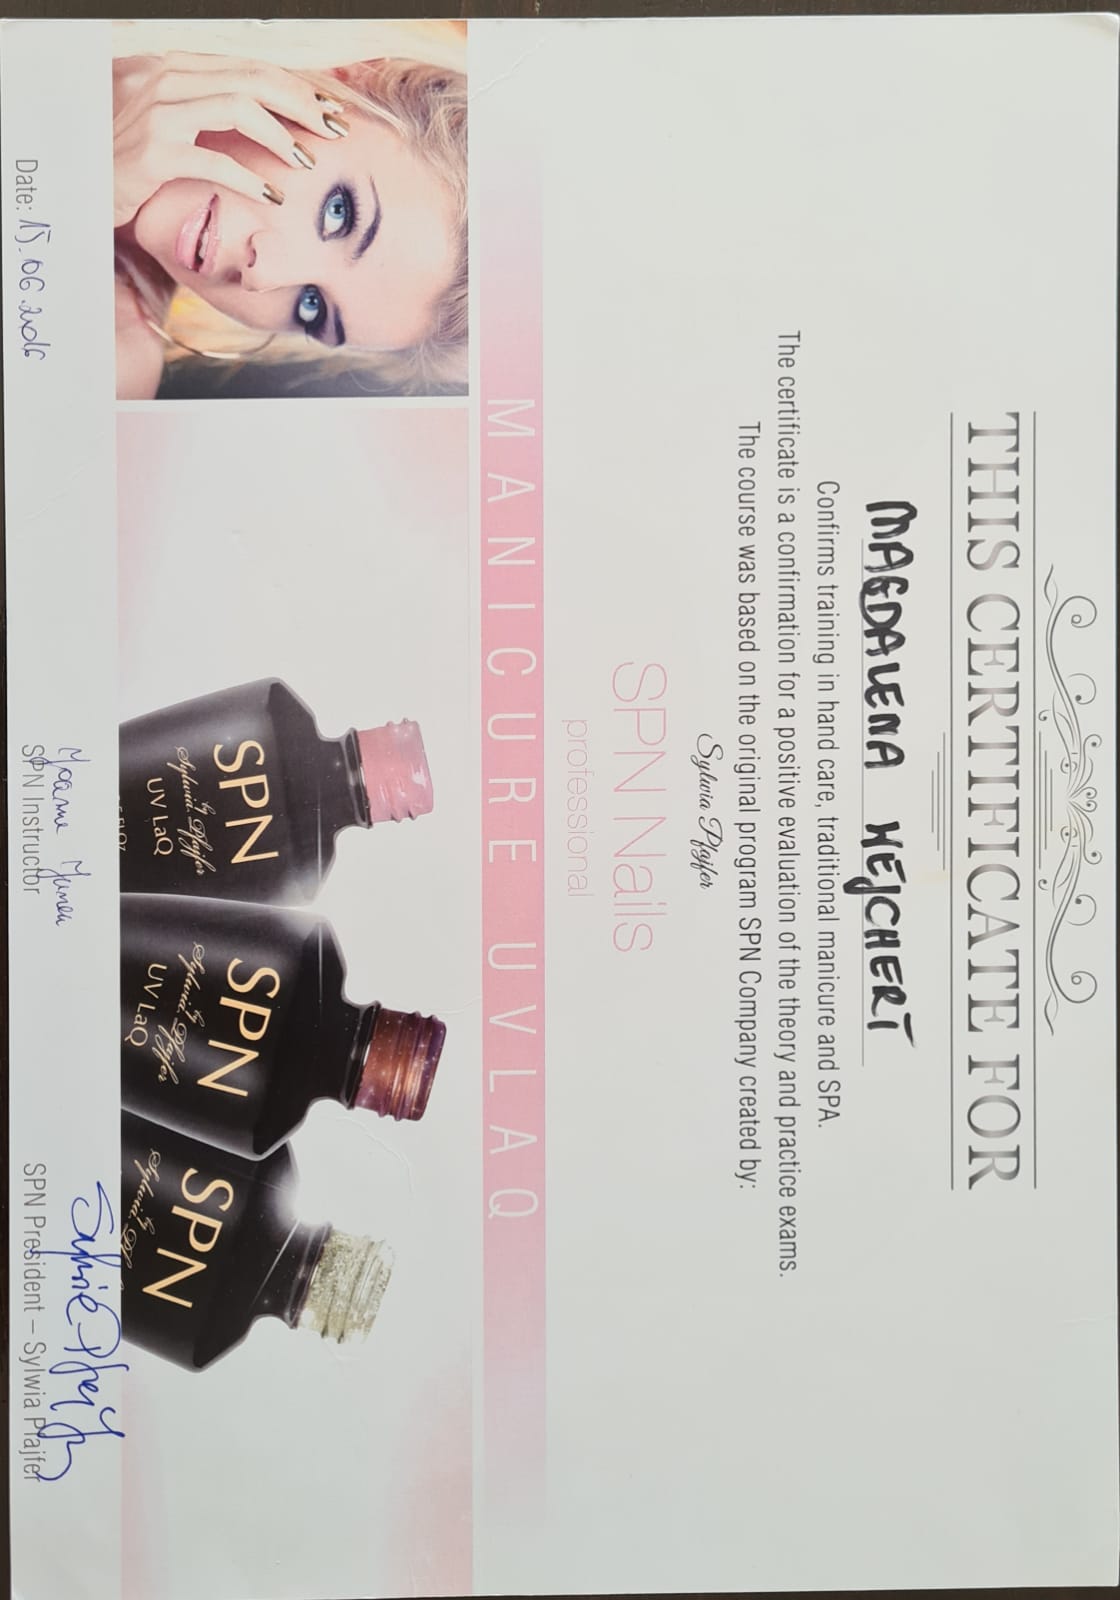 THIS CERTIFICATE FOR
MAGDALENA WEJCHERT
Confirms training in hand care, traditional manicure and SPA.
The certificate is a confirmation for a positive evaluation of the theory and practice exams.
The course was based on the original program SPN Company created by:
Sylwia Pfajfer
SPN Nails
professional
MANICURE UVLAQ
SPN
by
Sylwia Pfajfer
UV LaQ
SPN
by
Sylwia Pfajfer
UV LaQ
SPN
by
Sylwia
Date: 15.06.2016
SPN Instructor
SPN President – Sylwia Pfajfer